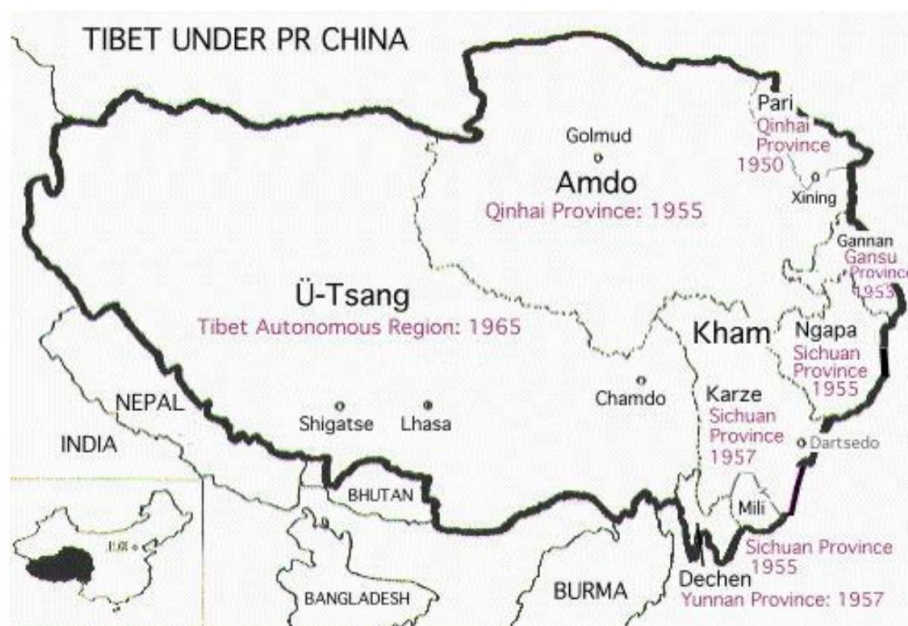 TIBET UNDER PR CHINA
Pari
Qinhai
Province
1950
Golmud
Amdo
Qinhai Province: 1955
Xining
Gannan
Gansu
Province
1953
Ü-Tsang
Tibet Autonomous Region: 1965
Kham
Ngapa
Sichuan
Province
1955
Chamdo
Karze
Sichuan
Province
1957
Shigatse
Lhasa
Dartsedo
NEPAL
INDIA
BHUTAN
Mili
Sichuan Province
1955
Dechen
Yunnan Province: 1957
BANGLADESH
BURMA